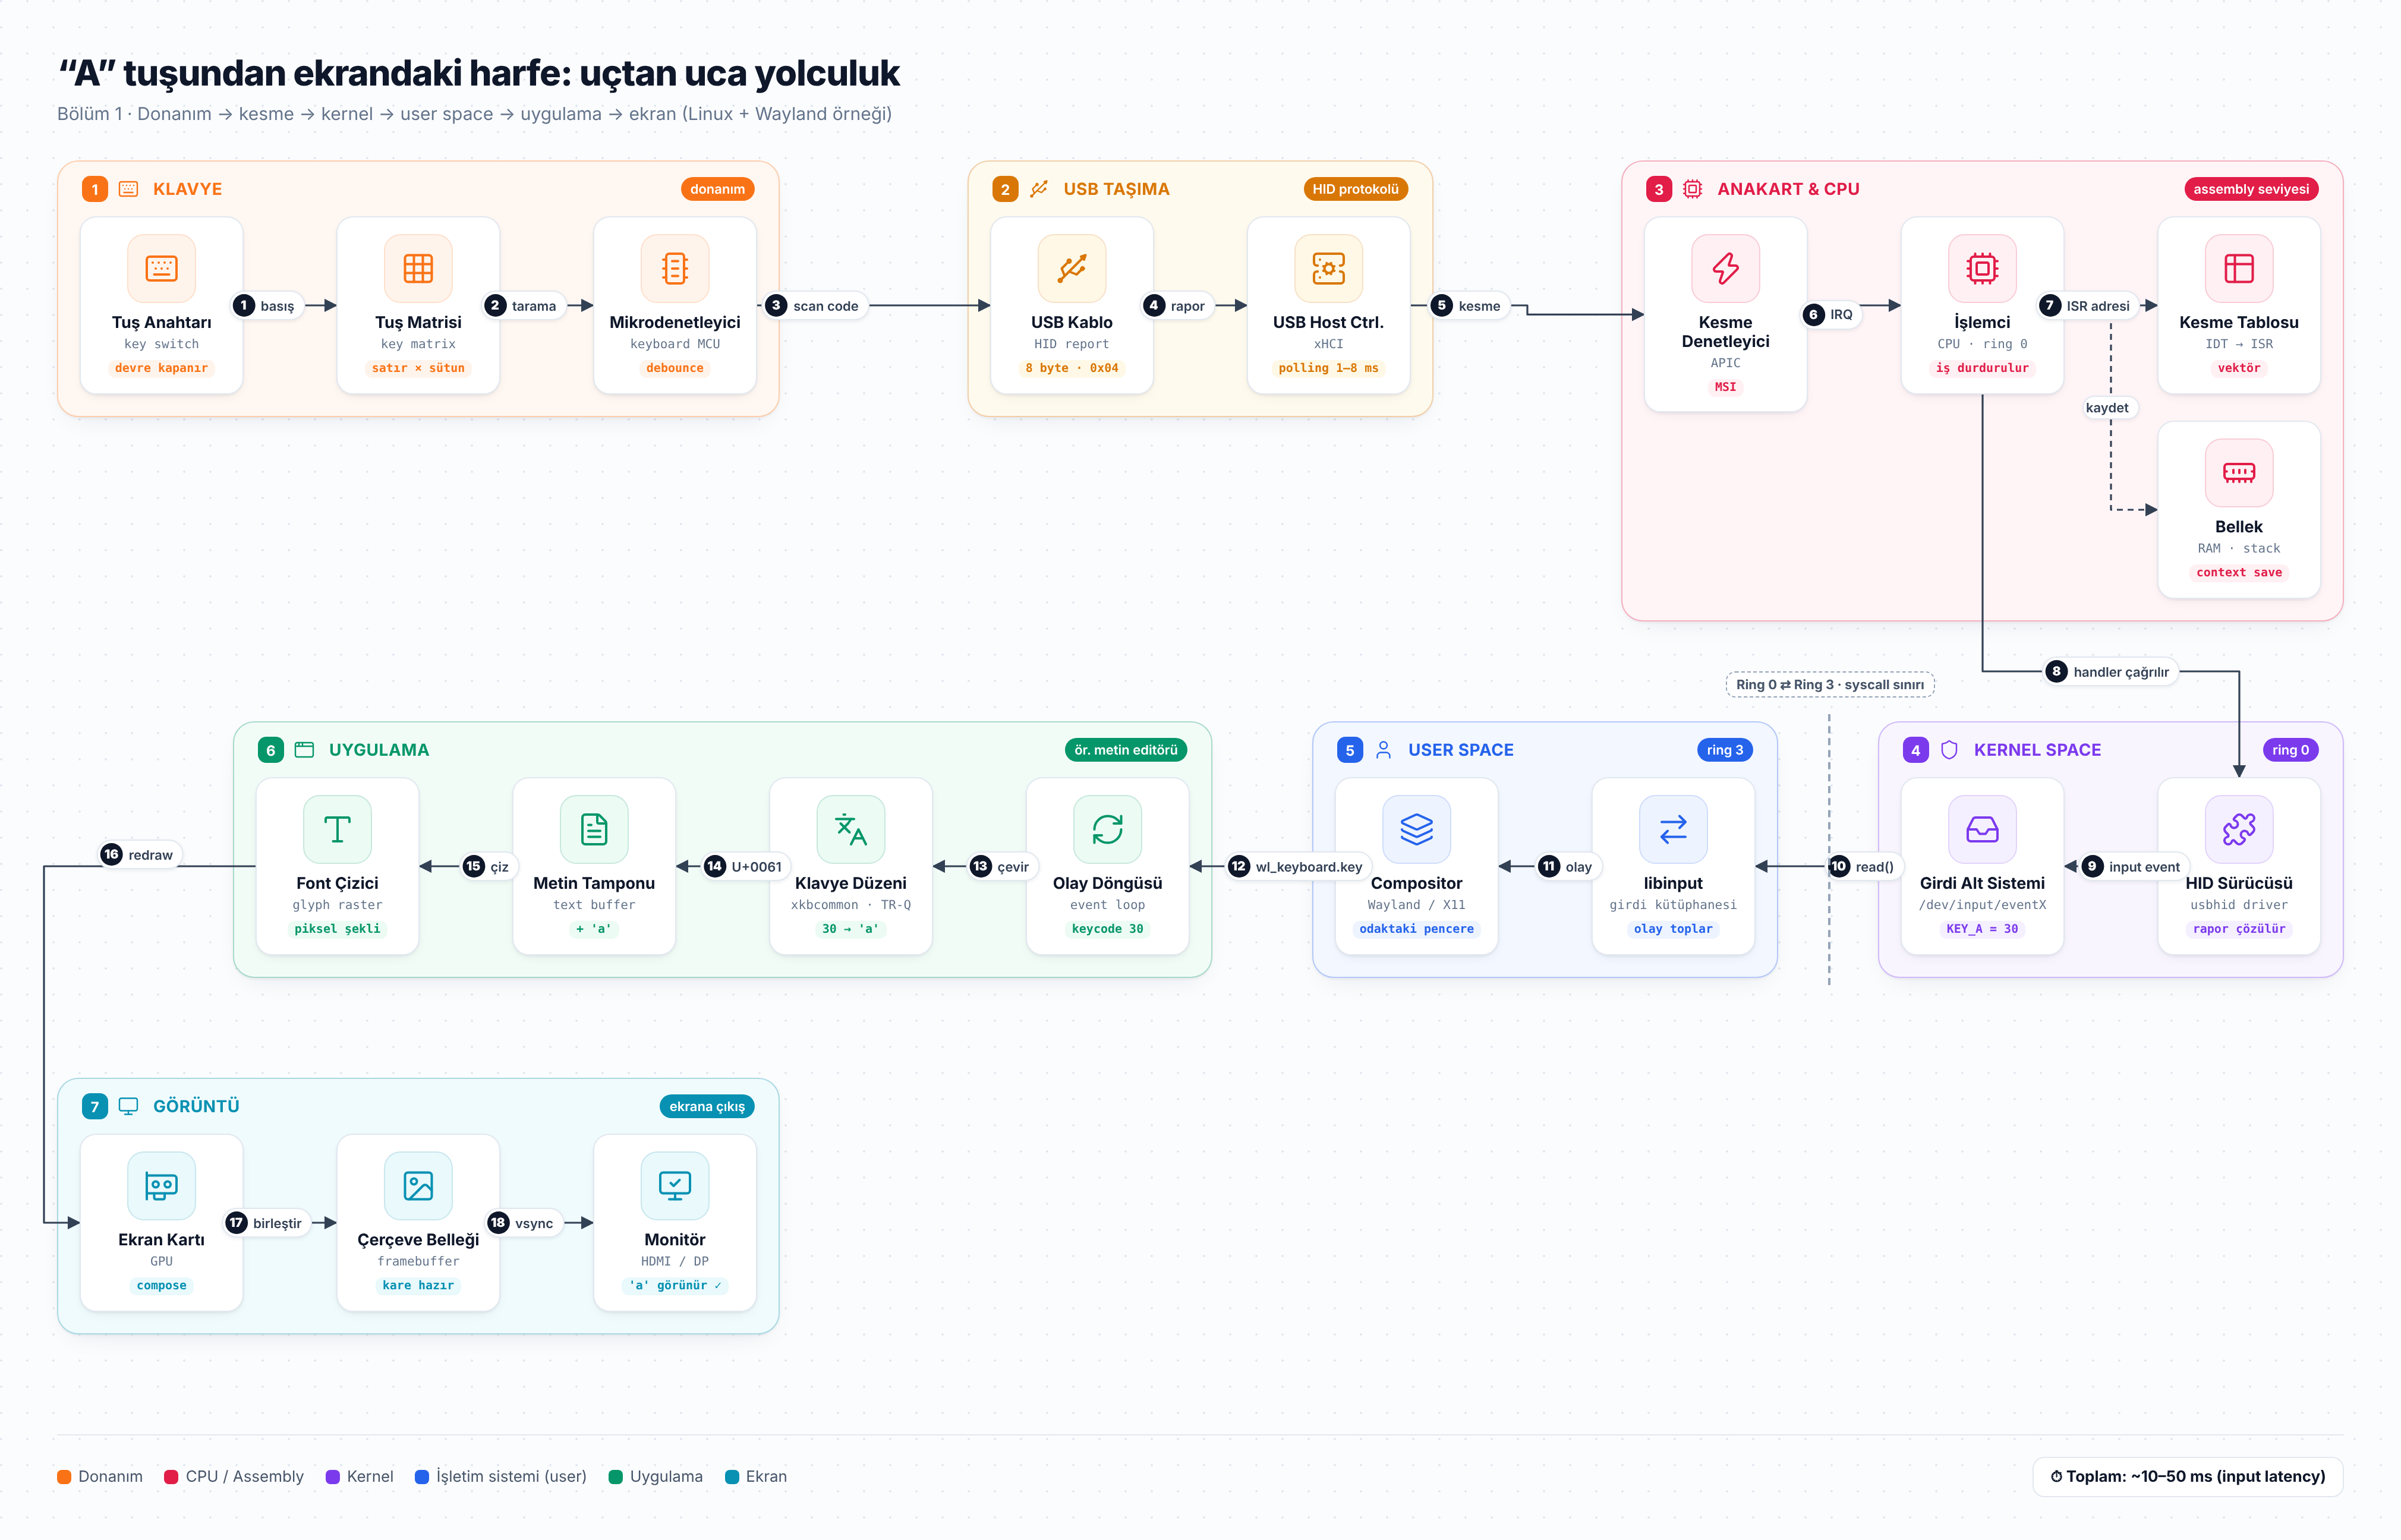 “A” tuşundan ekrandaki harfe: uçtan uca yolculuk
Bölüm 1 · Donanım → kesme → kernel → user space → uygulama → ekran (Linux + Wayland örneği)
1 KLAVYE donanım
Tuş Anahtarı
key switch
devre kapanır
1 basış
Tuş Matrisi
key matrix
satır × sütun
2 tarama
Mikrodenetleyici
keyboard MCU
debounce
3 scan code
2 USB TAŞIMA HID protokolü
USB Kablo
HID report
8 byte · 0x04
4 rapor
USB Host Ctrl.
xHCI
polling 1–8 ms
5 kesme
3 ANAKART & CPU assembly seviyesi
Kesme
Denetleyici
APIC
MSI
6 IRQ
İşlemci
CPU · ring 0
iş durdurulur
7 ISR adresi
Kesme Tablosu
IDT → ISR
vektör
kaydet
Bellek
RAM · stack
context save
8 handler çağrılır
Ring 0 ⇄ Ring 3 · syscall sınırı
4 KERNEL SPACE ring 0
HID Sürücüsü
usbhid driver
rapor çözülür
9 input event
Girdi Alt Sistemi
/dev/input/eventX
KEY_A = 30
10 read()
5 USER SPACE ring 3
libinput
girdi kütüphanesi
olay toplar
11 olay
Compositor
Wayland / X11
odaktaki pencere
12 wl_keyboard.key
6 UYGULAMA ör. metin editörü
Olay Döngüsü
event loop
keycode 30
13 çevir
Klavye Düzeni
xkbcommon · TR-Q
30 → 'a'
14 U+0061
Metin Tamponu
text buffer
+ 'a'
15 çiz
Font Çizici
glyph raster
piksel şekli
16 redraw
7 GÖRÜNTÜ ekrana çıkış
Ekran Kartı
GPU
compose
17 birleştir
Çerçeve Belleği
framebuffer
kare hazır
18 vsync
Monitör
HDMI / DP
'a' görünür ✓
Donanım CPU / Assembly Kernel İşletim sistemi (user) Uygulama Ekran
⏱ Toplam: ~10–50 ms (input latency)